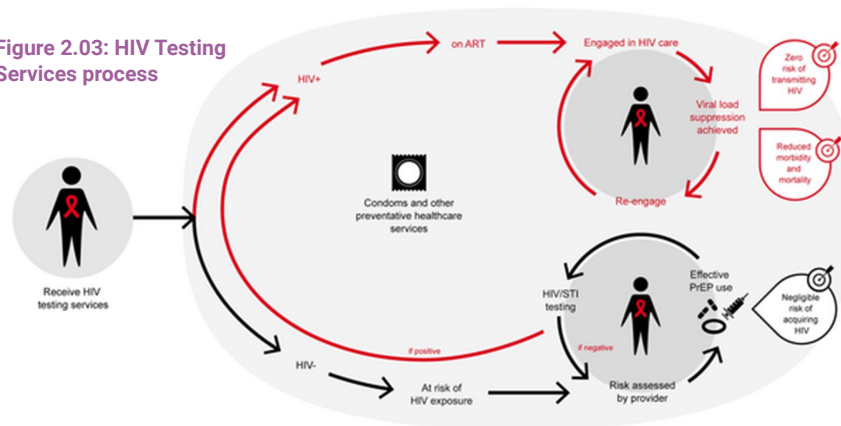 Figure 2.03: HIV Testing
Services process
Receive HIV
testing services
HIV+
on ART
Engaged in HIV care
Viral load
suppression
achieved
Re-engage
Zero
risk of
transmitting
HIV
Reduced
morbidity
and
mortality
Condoms and other
preventative healthcare
services
HIV/STI
testing
Effective
PrEP use
Negligible
risk of
acquiring
HIV
if positive
if negative
HIV-
At risk of
HIV exposure
Risk assessed
by provider